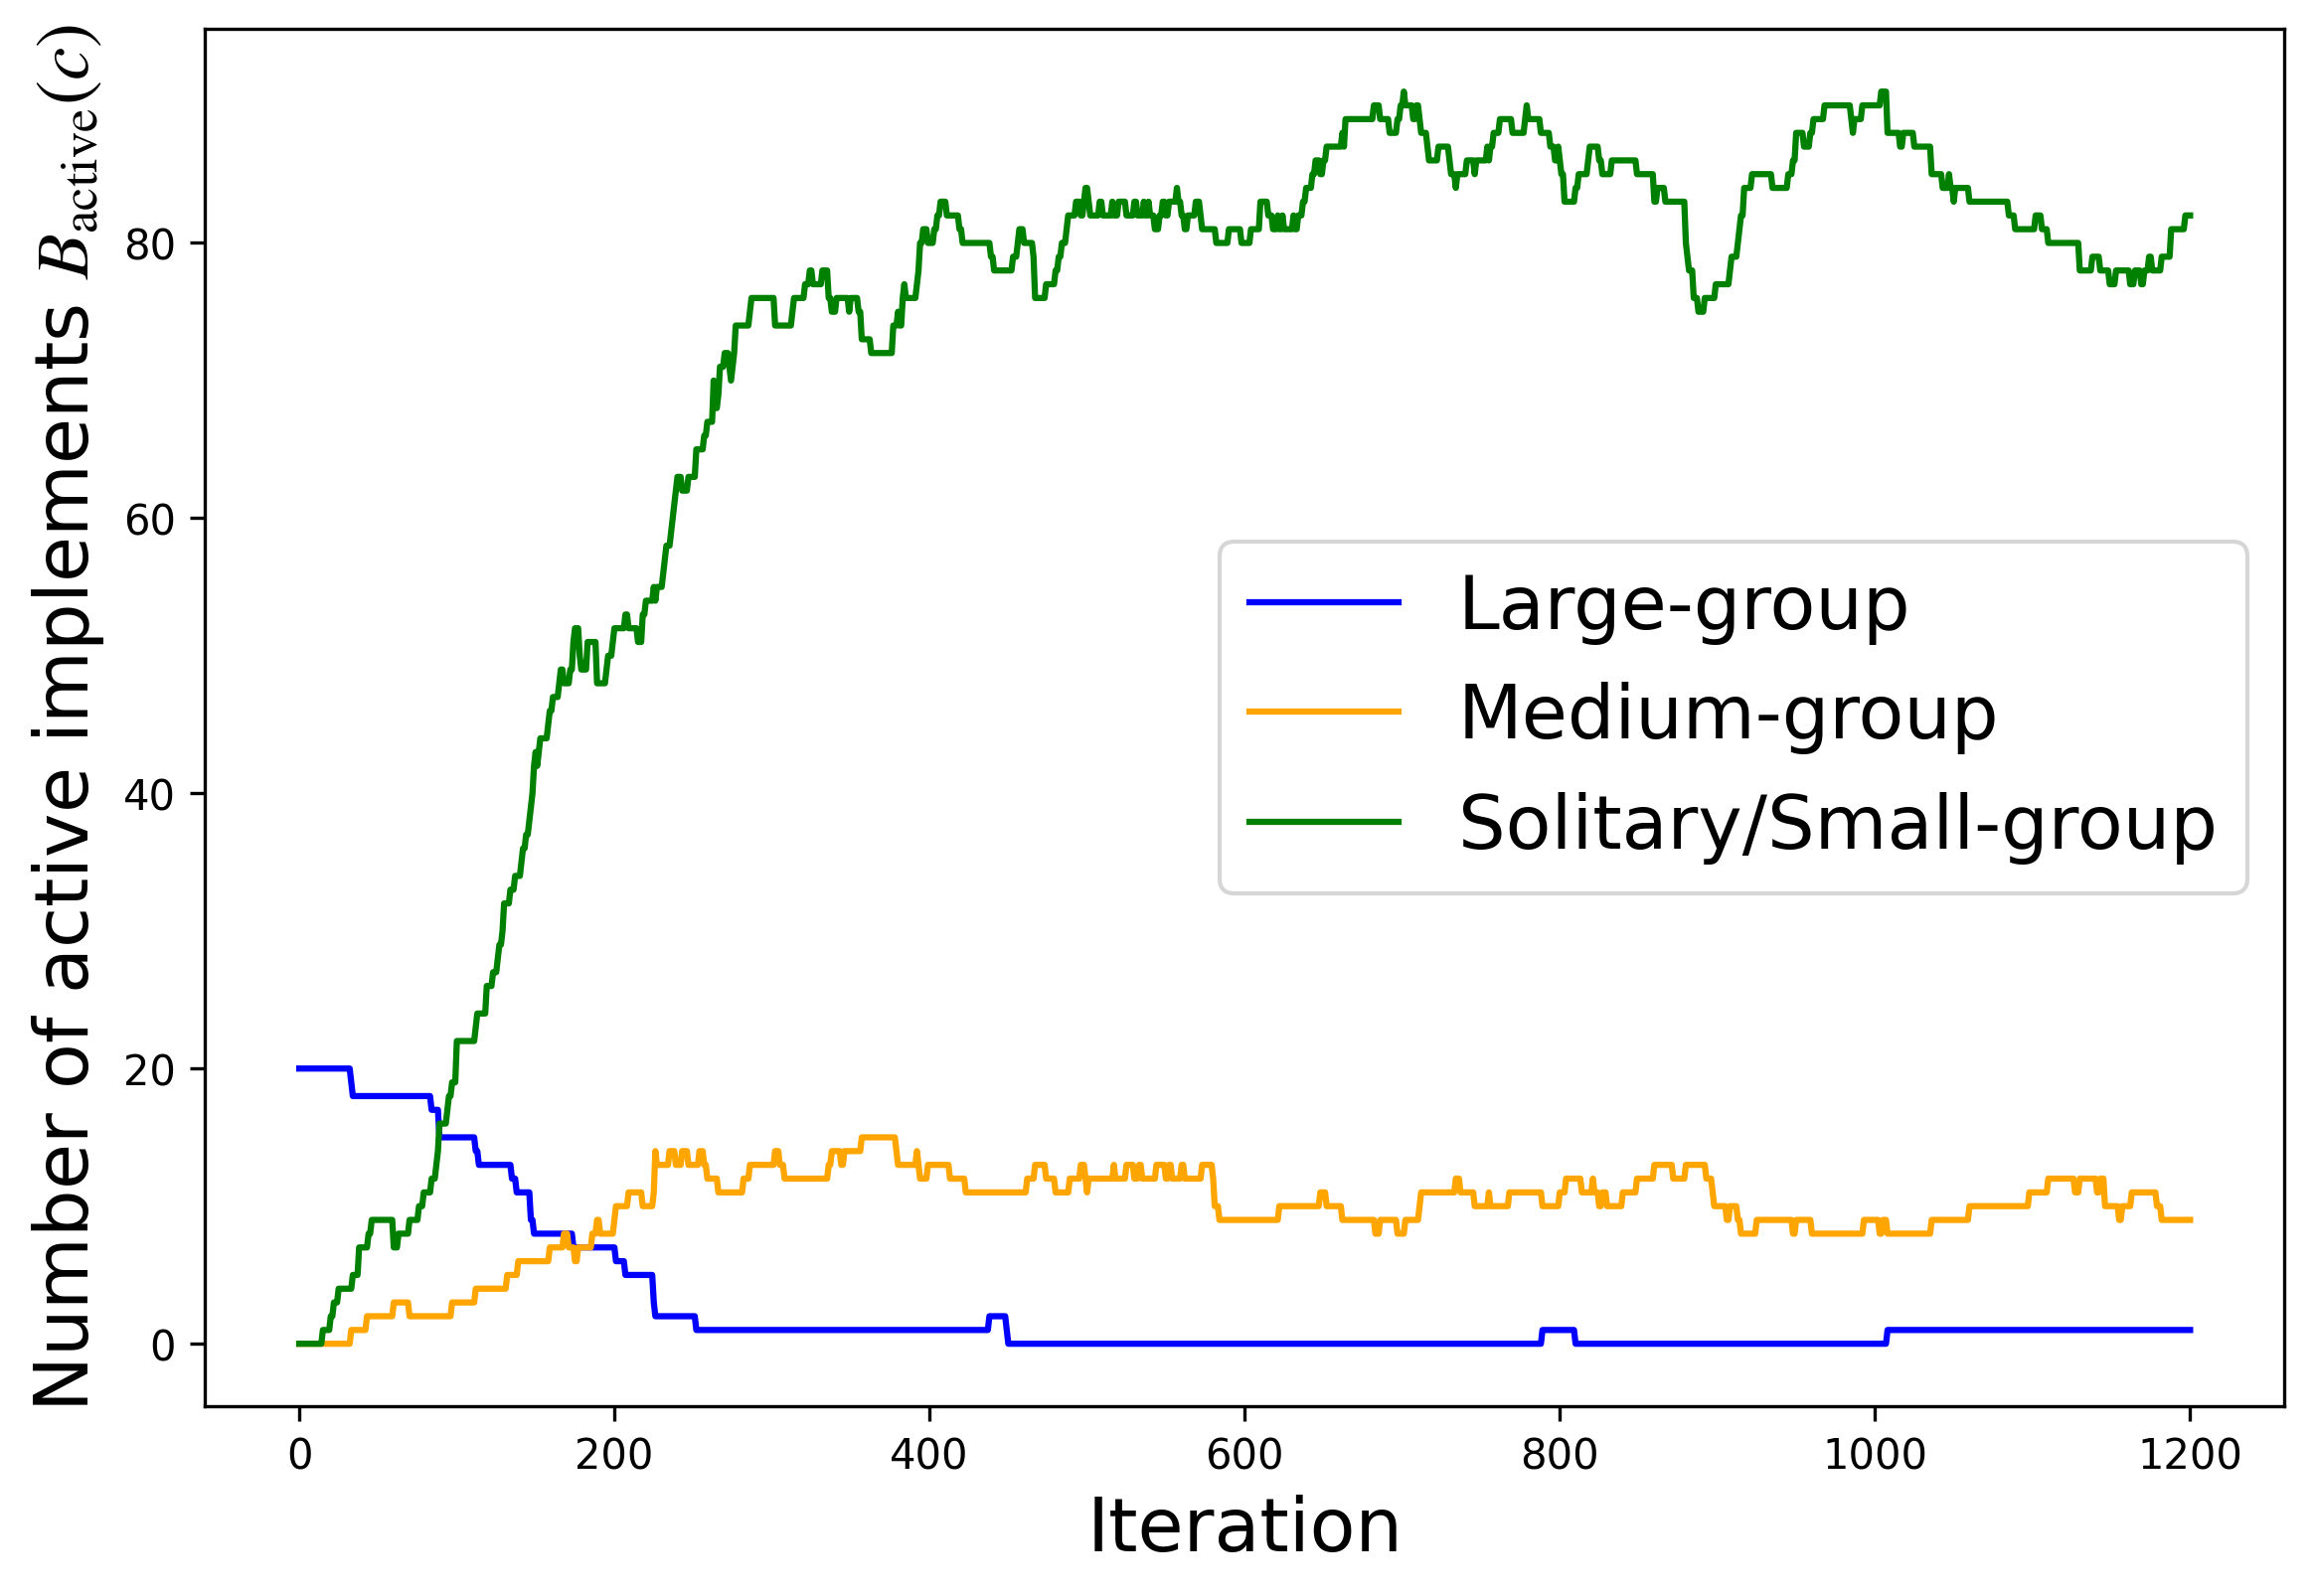 Number of active implements B_active(c)
80
60
40
20
0
Large-group
Medium-group
Solitary/Small-group
0 200 400 600 800 1000 1200
Iteration